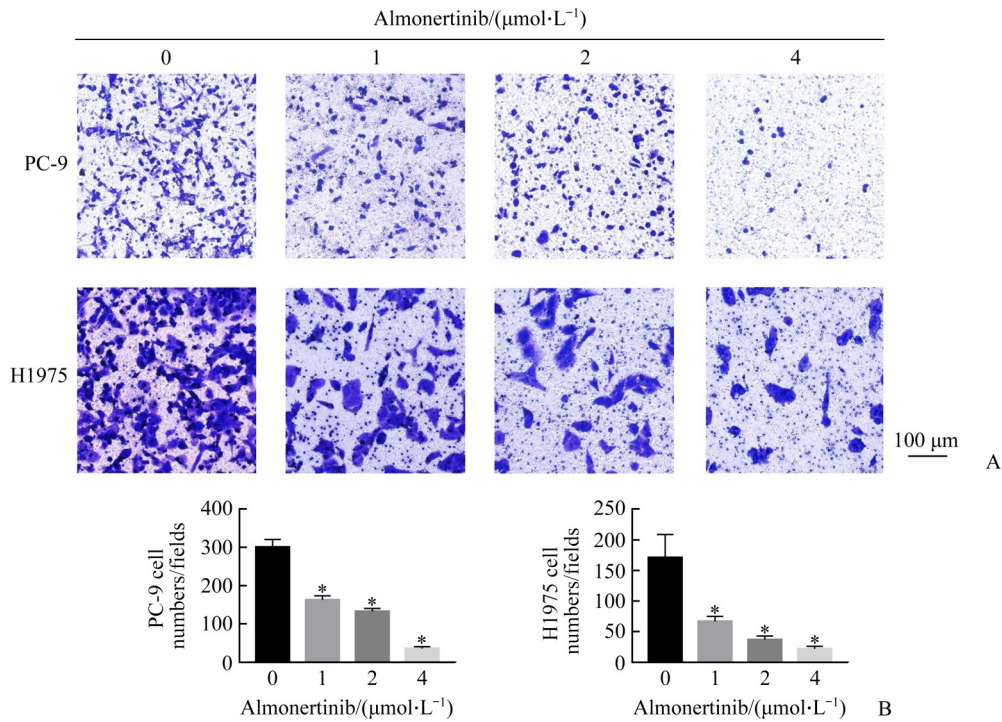 Almonertinib/(μmol·L⁻¹)
0 1 2 4
PC-9
H1975
100 μm
A
PC-9 cell
numbers/fields
400
300
200
100
0
* * *
0 1 2 4
Almonertinib/(μmol·L⁻¹)
H1975 cell
numbers/fields
250
200
150
100
50
0
* * *
0 1 2 4
Almonertinib/(μmol·L⁻¹)
B